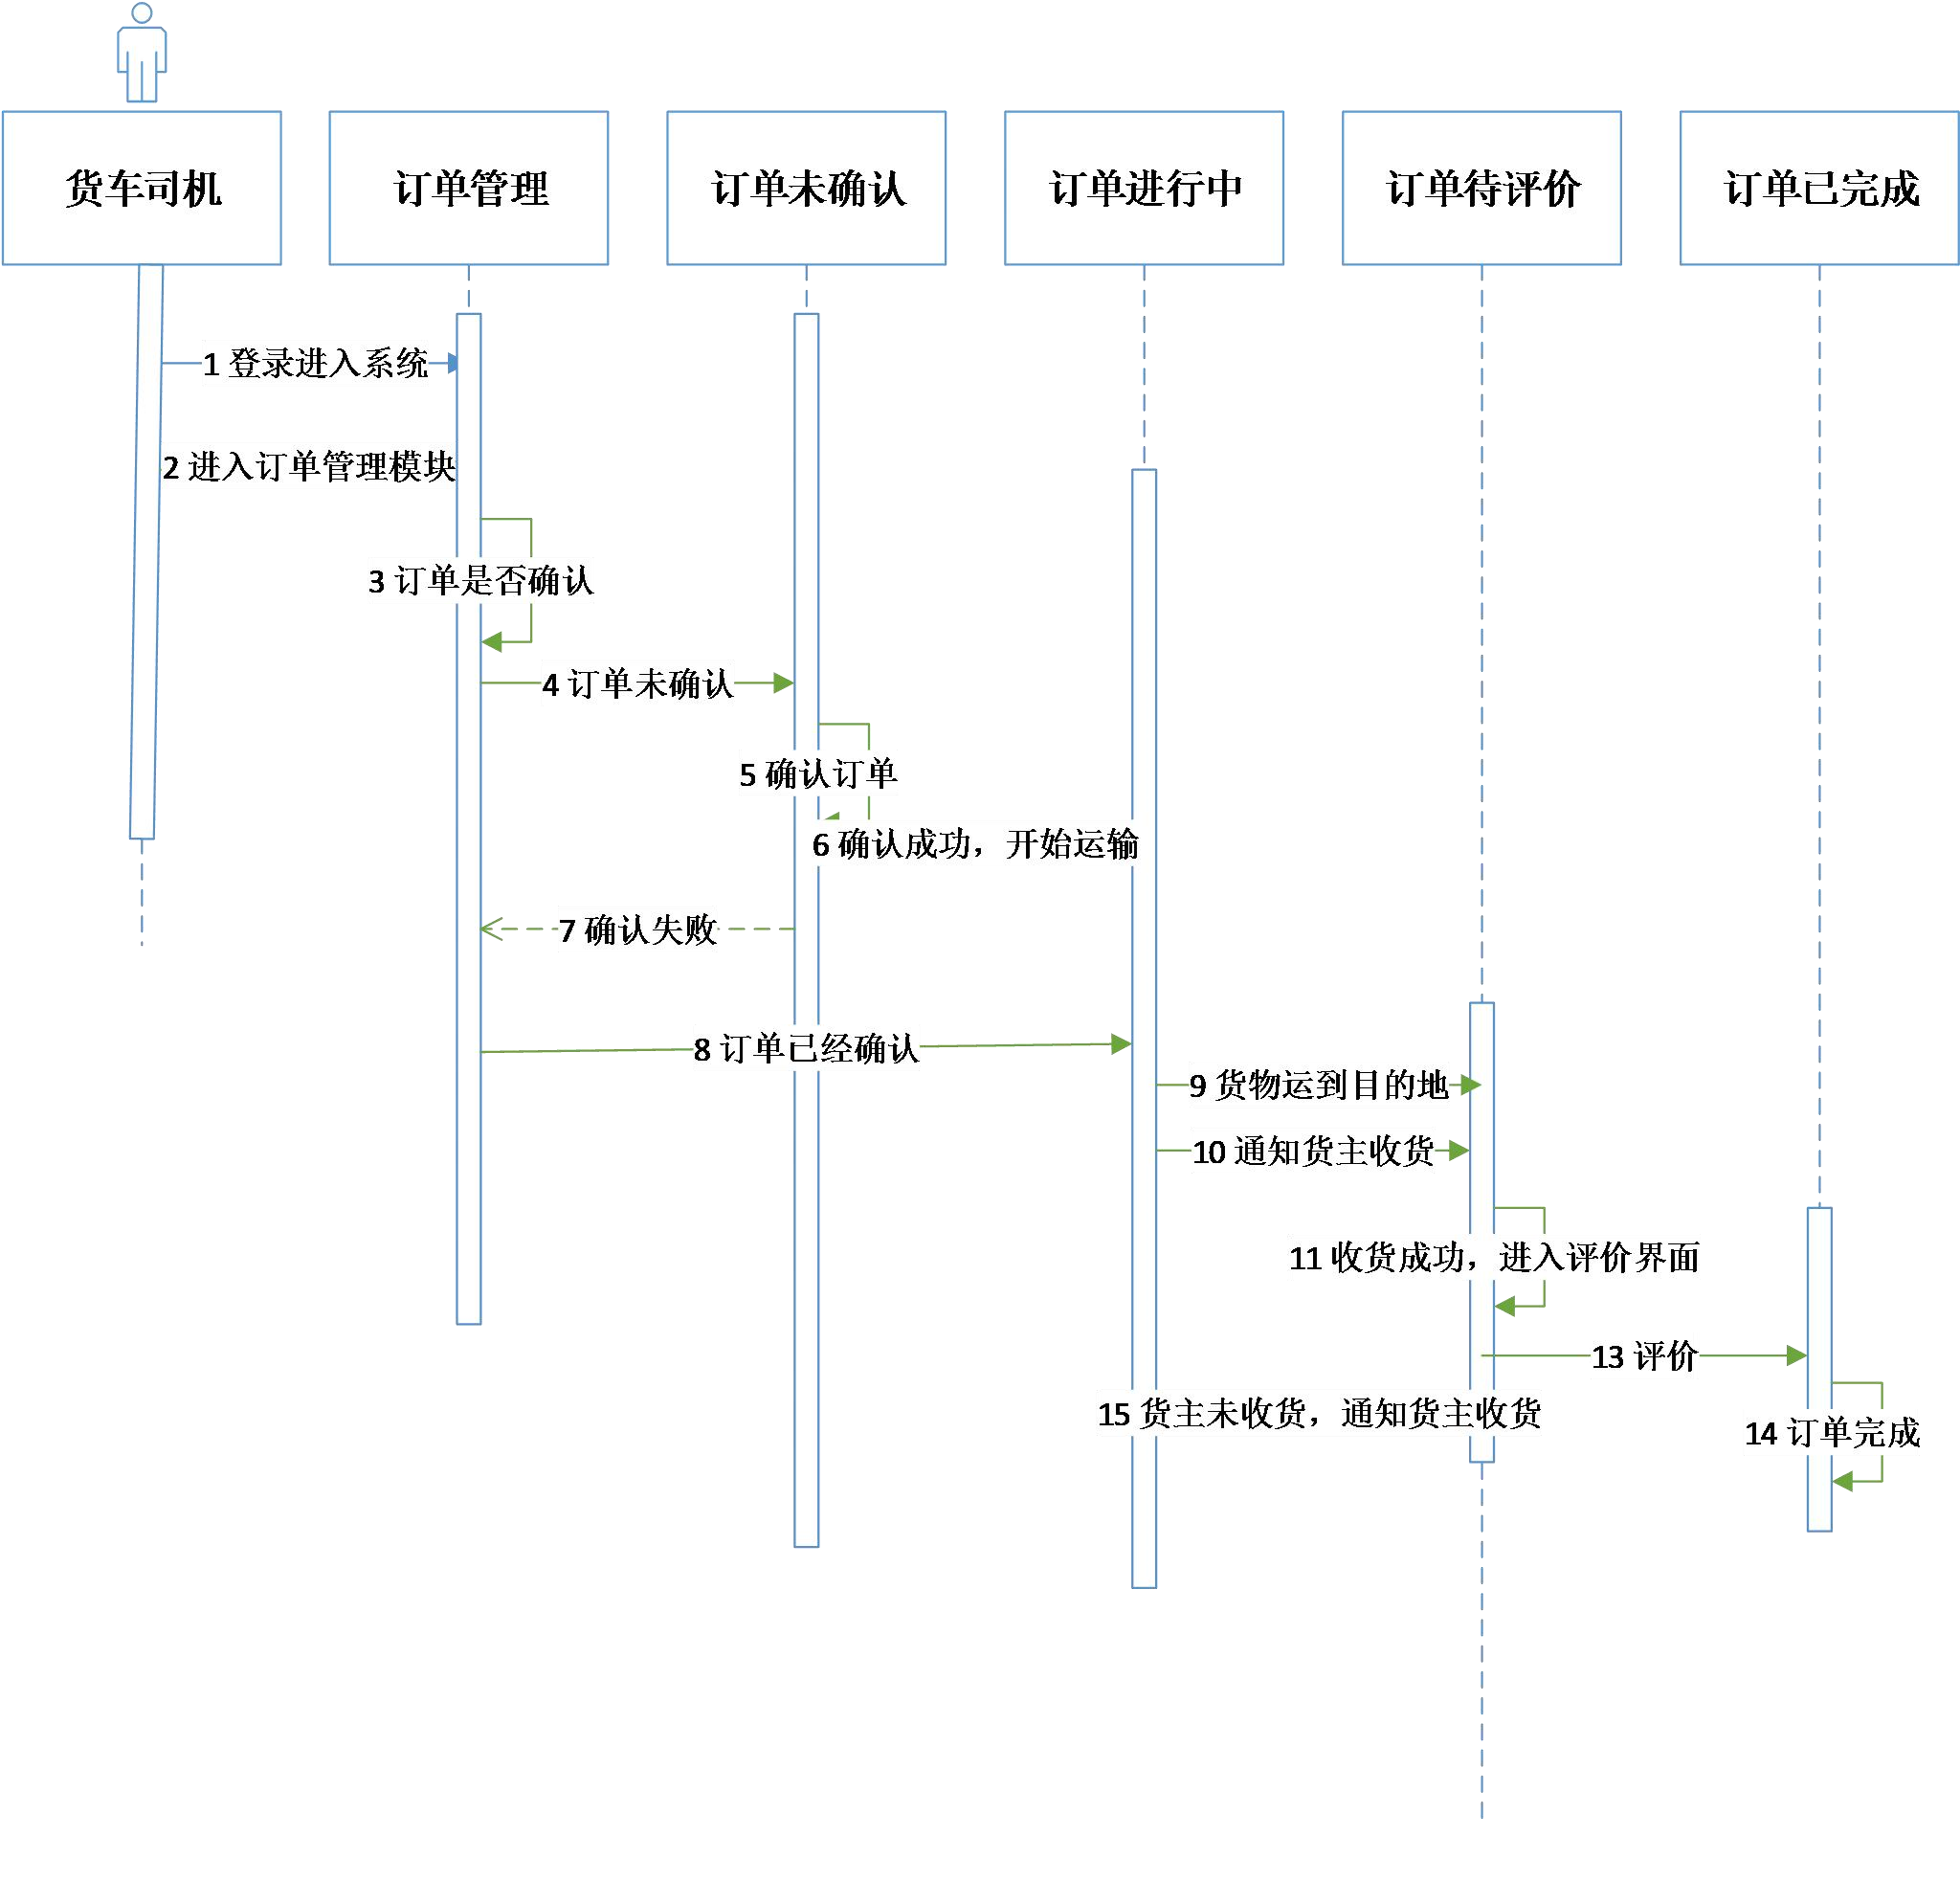 货车司机
订单管理
订单未确认
订单进行中
订单待评价
订单已完成
1 登录进入系统
2 进入订单管理模块
3 订单是否确认
4 订单未确认
5 确认订单
6 确认成功，开始运输
7 确认失败
8 订单已经确认
9 货物运到目的地
10 通知货主收货
11 收货成功，进入评价界面
13 评价
15 货主未收货，通知货主收货
14 订单完成